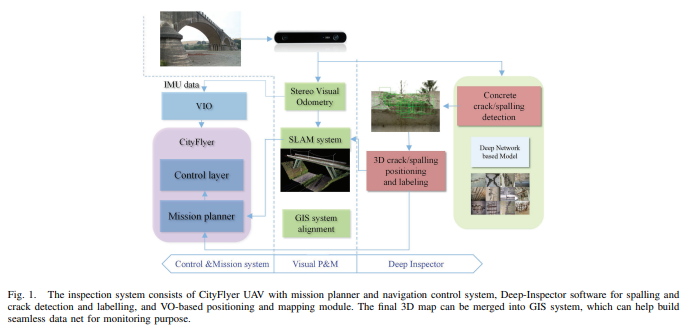 IMU data
VIO
CityFlyer
Control layer
Mission planner
Stereo Visual
Odometry
SLAM system
GIS system
alignment
3D crack/spalling
positioning
and labeling
Concrete
crack/spalling
detection
Deep Network
based Model
Control &Mission system
Visual P&M
Deep Inspector
Fig. 1. The inspection system consists of CityFlyer UAV with mission planner and navigation control system, Deep-Inspector software for spalling and
crack detection and labelling, and VO-based positioning and mapping module. The final 3D map can be merged into GIS system, which can help build
seamless data net for monitoring purpose.